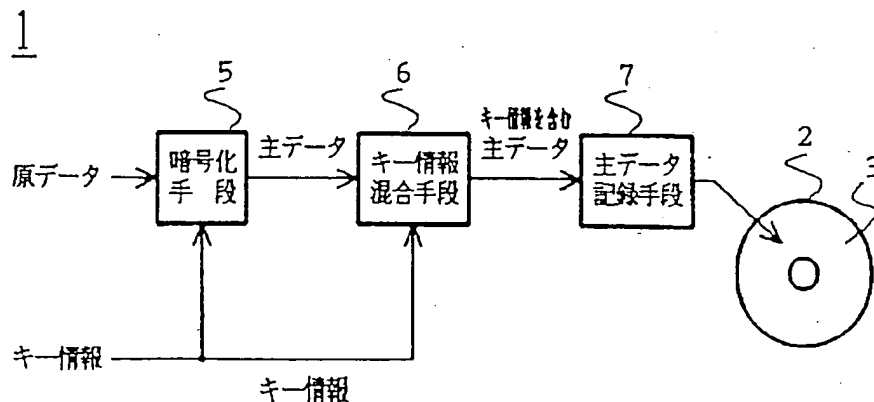 1
5
6
7
2
3
原データ
暗号化
手 段
主データ
キー情報
混合手段
キー情報を含む
主データ
主データ
記録手段
キー情報
キー情報